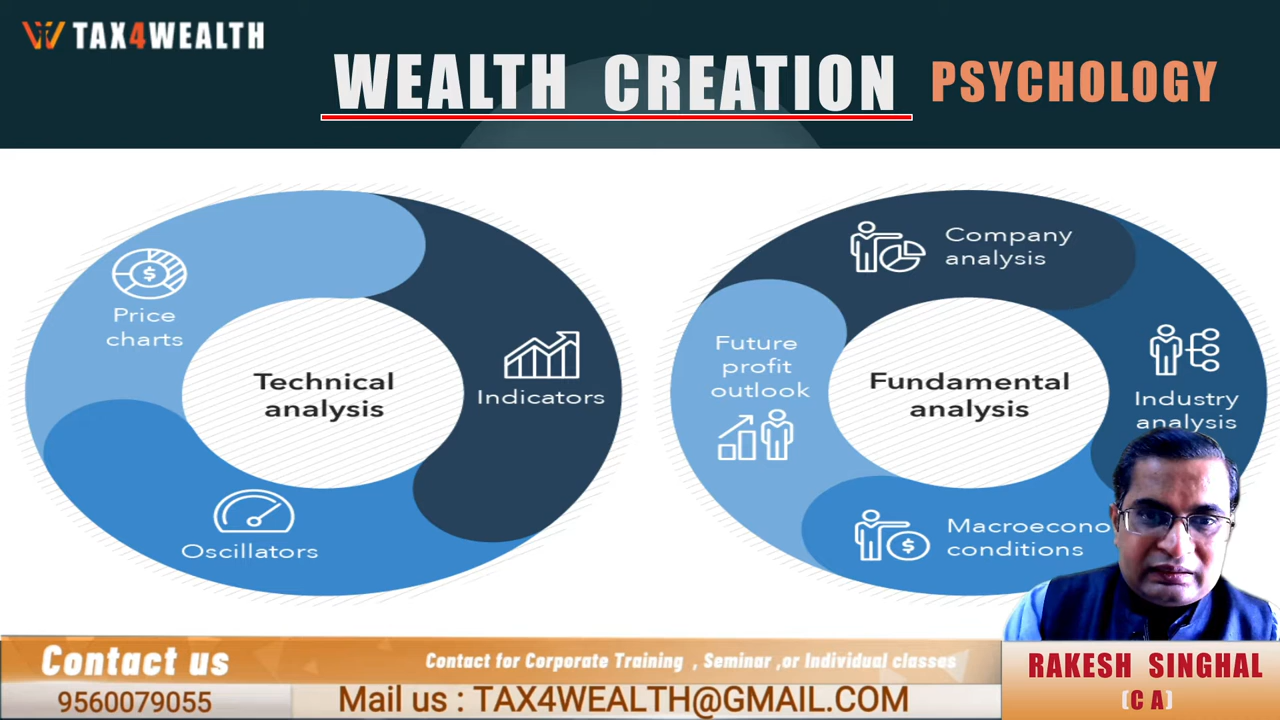 TAX4WEALTH
WEALTH CREATION PSYCHOLOGY
Price
charts
Technical
analysis
Indicators
Oscillators
Company
analysis
Future
profit
outlook
Fundamental
analysis
Industry
analysis
Macroecono
conditions
Contact us
9560079055
Contact for Corporate Training , Seminar ,or Individual classes
Mail us : TAX4WEALTH@GMAIL.COM
RAKESH SINGHAL
(C A)